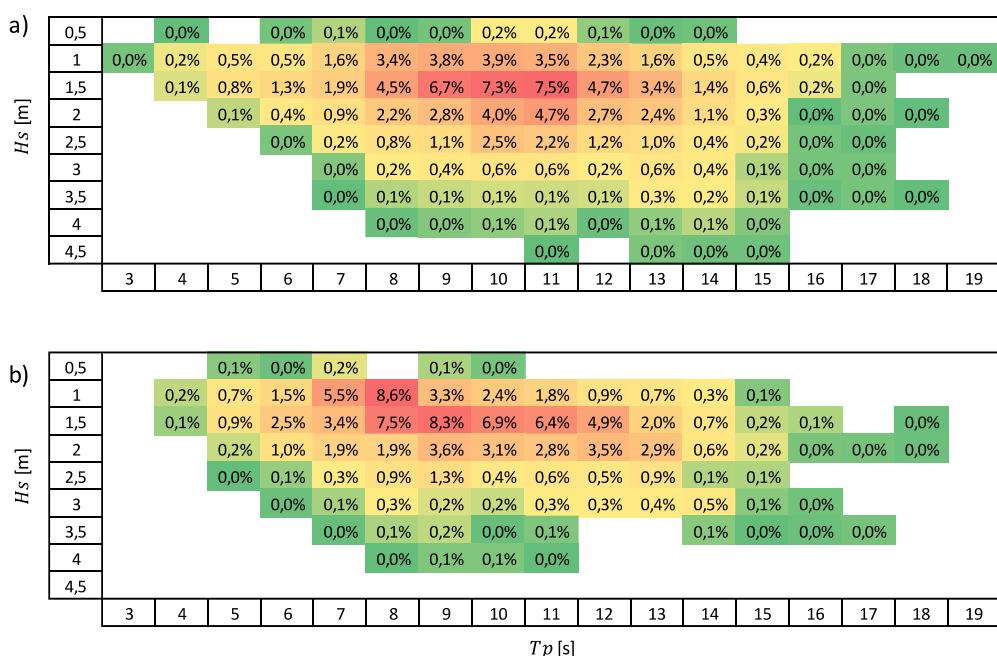 a)
Hs [m]
0,5 0,0% 0,0% 0,1% 0,0% 0,0% 0,2% 0,2% 0,1% 0,0% 0,0%
1 0,0% 0,2% 0,5% 0,5% 1,6% 3,4% 3,8% 3,9% 3,5% 2,3% 1,6% 0,5% 0,4% 0,2% 0,0% 0,0% 0,0%
1,5 0,1% 0,8% 1,3% 1,9% 4,5% 6,7% 7,3% 7,5% 4,7% 3,4% 1,4% 0,6% 0,2% 0,0%
2 0,1% 0,4% 0,9% 2,2% 2,8% 4,0% 4,7% 2,7% 2,4% 1,1% 0,3% 0,0% 0,0% 0,0%
2,5 0,0% 0,2% 0,8% 1,1% 2,5% 2,2% 1,2% 1,0% 0,4% 0,2% 0,0% 0,0%
3 0,0% 0,2% 0,4% 0,6% 0,6% 0,2% 0,6% 0,4% 0,1% 0,0% 0,0%
3,5 0,0% 0,1% 0,1% 0,1% 0,1% 0,1% 0,3% 0,2% 0,1% 0,0% 0,0% 0,0%
4 0,0% 0,0% 0,1% 0,1% 0,0% 0,1% 0,1% 0,0%
4,5 0,0% 0,0% 0,0% 0,0%
3 4 5 6 7 8 9 10 11 12 13 14 15 16 17 18 19
b)
Hs [m]
0,5 0,1% 0,0% 0,2% 0,1% 0,0%
1 0,2% 0,7% 1,5% 5,5% 8,6% 3,3% 2,4% 1,8% 0,9% 0,7% 0,3% 0,1%
1,5 0,1% 0,9% 2,5% 3,4% 7,5% 8,3% 6,9% 6,4% 4,9% 2,0% 0,7% 0,2% 0,1% 0,0%
2 0,2% 1,0% 1,9% 1,9% 3,6% 3,1% 2,8% 3,5% 2,9% 0,6% 0,2% 0,0% 0,0% 0,0%
2,5 0,0% 0,1% 0,3% 0,9% 1,3% 0,4% 0,6% 0,5% 0,9% 0,1% 0,1%
3 0,0% 0,1% 0,3% 0,2% 0,2% 0,3% 0,3% 0,4% 0,5% 0,1% 0,0%
3,5 0,0% 0,1% 0,2% 0,0% 0,1% 0,1% 0,0% 0,0% 0,0%
4 0,0% 0,1% 0,1% 0,0%
4,5
3 4 5 6 7 8 9 10 11 12 13 14 15 16 17 18 19
Tp [s]